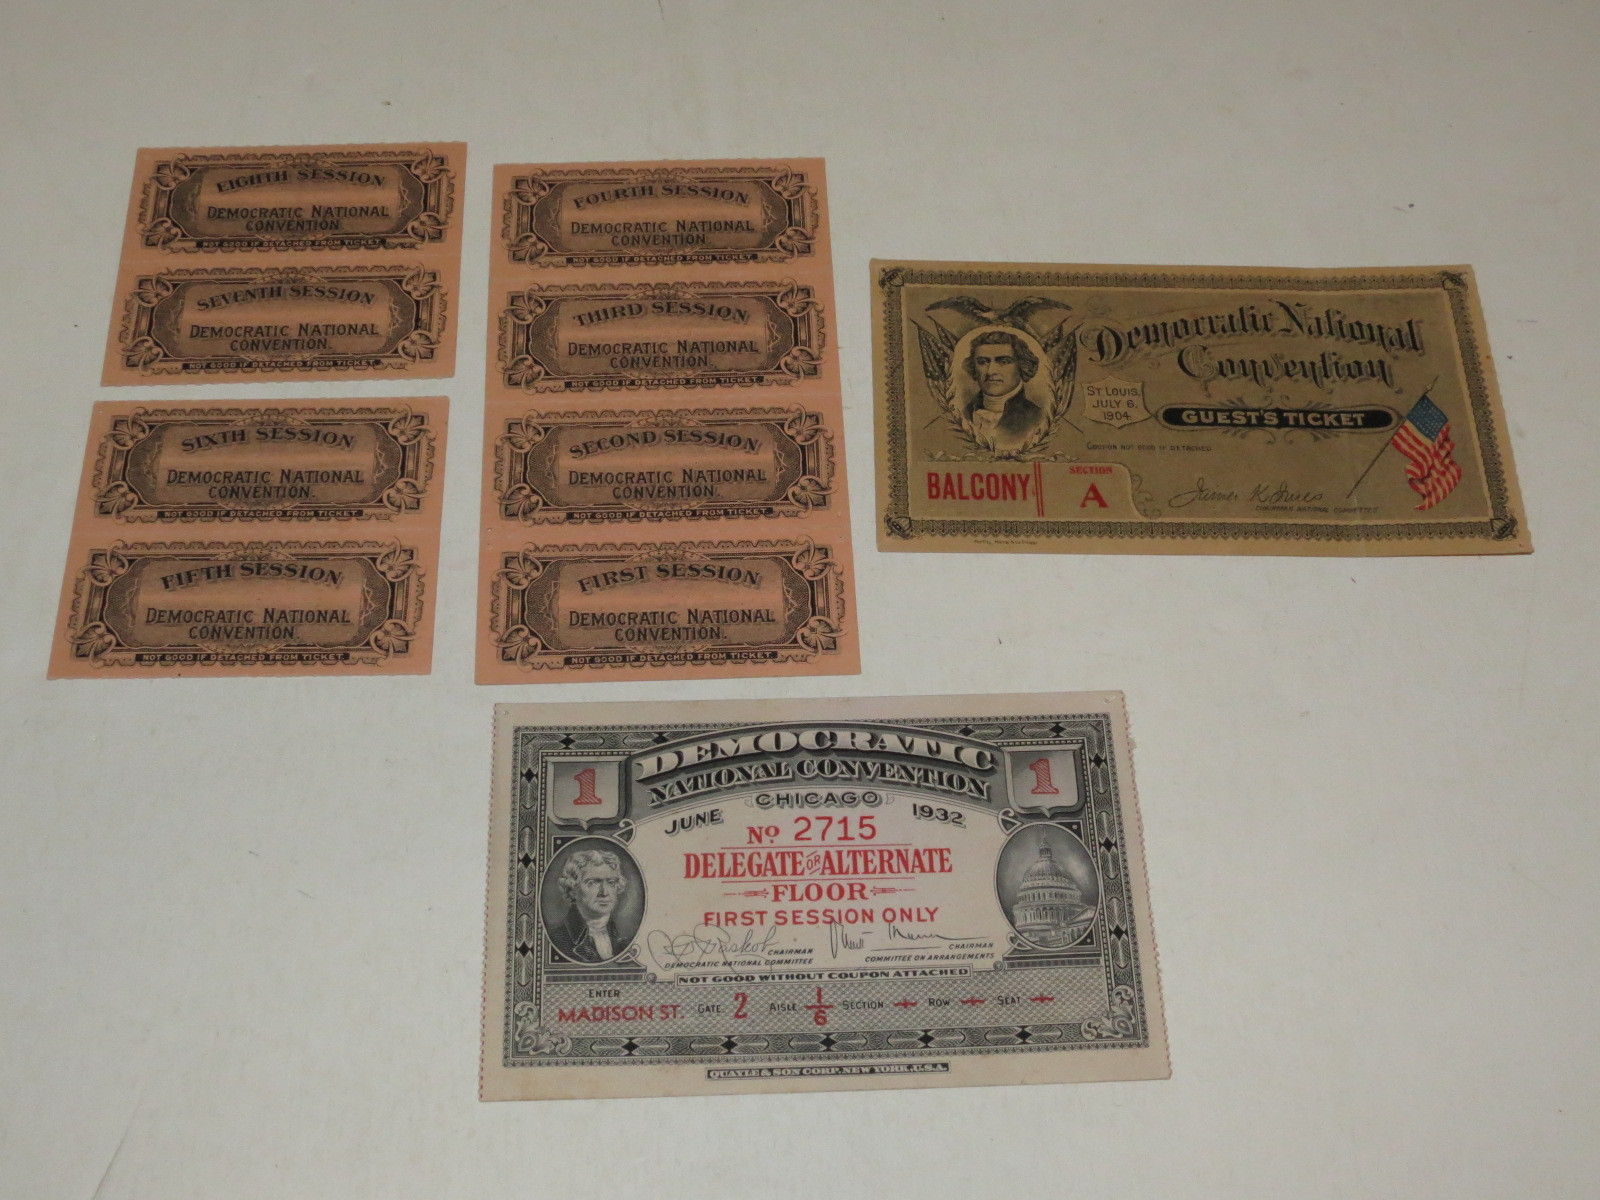 EIGHTH SESSION
DEMOCRATIC NATIONAL
CONVENTION.
NOT GOOD IF DETACHED FROM TICKET.
SEVENTH SESSION
DEMOCRATIC NATIONAL
CONVENTION.
NOT GOOD IF DETACHED FROM TICKET.
SIXTH SESSION
DEMOCRATIC NATIONAL
CONVENTION.
NOT GOOD IF DETACHED FROM TICKET.
FIFTH SESSION
DEMOCRATIC NATIONAL
CONVENTION.
NOT GOOD IF DETACHED FROM TICKET.
FOURTH SESSION
DEMOCRATIC NATIONAL
CONVENTION.
NOT GOOD IF DETACHED FROM TICKET.
THIRD SESSION
DEMOCRATIC NATIONAL
CONVENTION.
NOT GOOD IF DETACHED FROM TICKET.
SECOND SESSION
DEMOCRATIC NATIONAL
CONVENTION.
NOT GOOD IF DETACHED FROM TICKET.
FIRST SESSION
DEMOCRATIC NATIONAL
CONVENTION.
NOT GOOD IF DETACHED FROM TICKET.
Democratic National
Convention
ST. LOUIS,
JULY 6,
1904.
GUEST'S TICKET
COUPON NOT GOOD IF DETACHED
BALCONY
SECTION
A
James K. Jones
CHAIRMAN NATIONAL COMMITTEE
1
DEMOCRATIC
1
NATIONAL CONVENTION
CHICAGO
JUNE 1932
No 2715
DELEGATE OR ALTERNATE
FLOOR
FIRST SESSION ONLY
CHAIRMAN
DEMOCRATIC NATIONAL COMMITTEE
CHAIRMAN
COMMITTEE ON ARRANGEMENTS
NOT GOOD WITHOUT COUPON ATTACHED
ENTER
MADISON ST. GATE 2 AISLE 1/6 SECTION ROW SEAT
QUAYLE & SON CORP. NEW YORK, U.S.A.